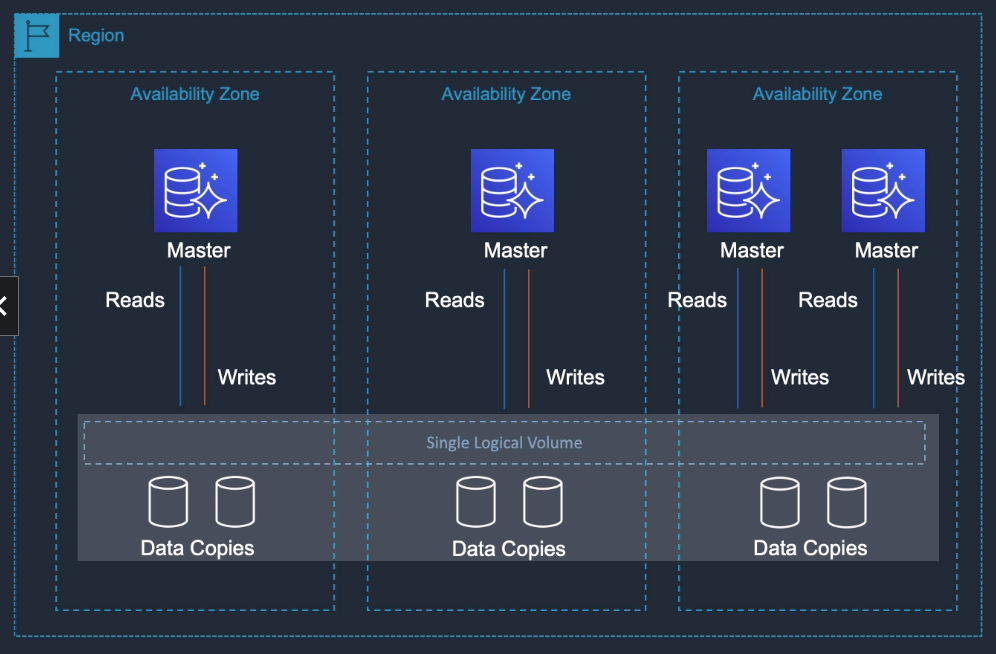 Region
Availability Zone
Availability Zone
Availability Zone
Master
Master
Master
Master
Reads
Reads
Reads
Reads
Writes
Writes
Writes
Writes
Single Logical Volume
Data Copies
Data Copies
Data Copies